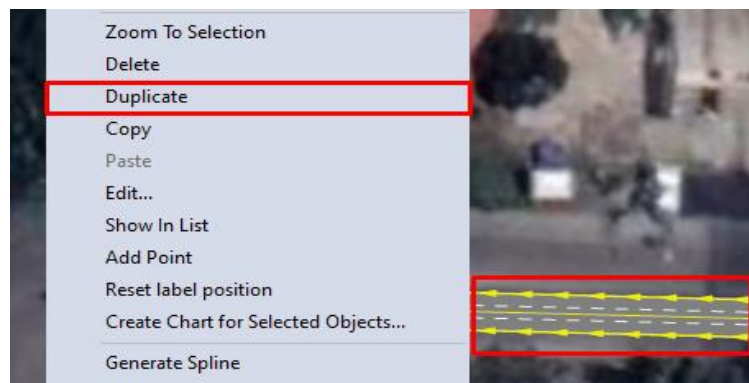 Zoom To Selection
Delete
Duplicate
Copy
Paste
Edit...
Show In List
Add Point
Reset label position
Create Chart for Selected Objects...
Generate Spline